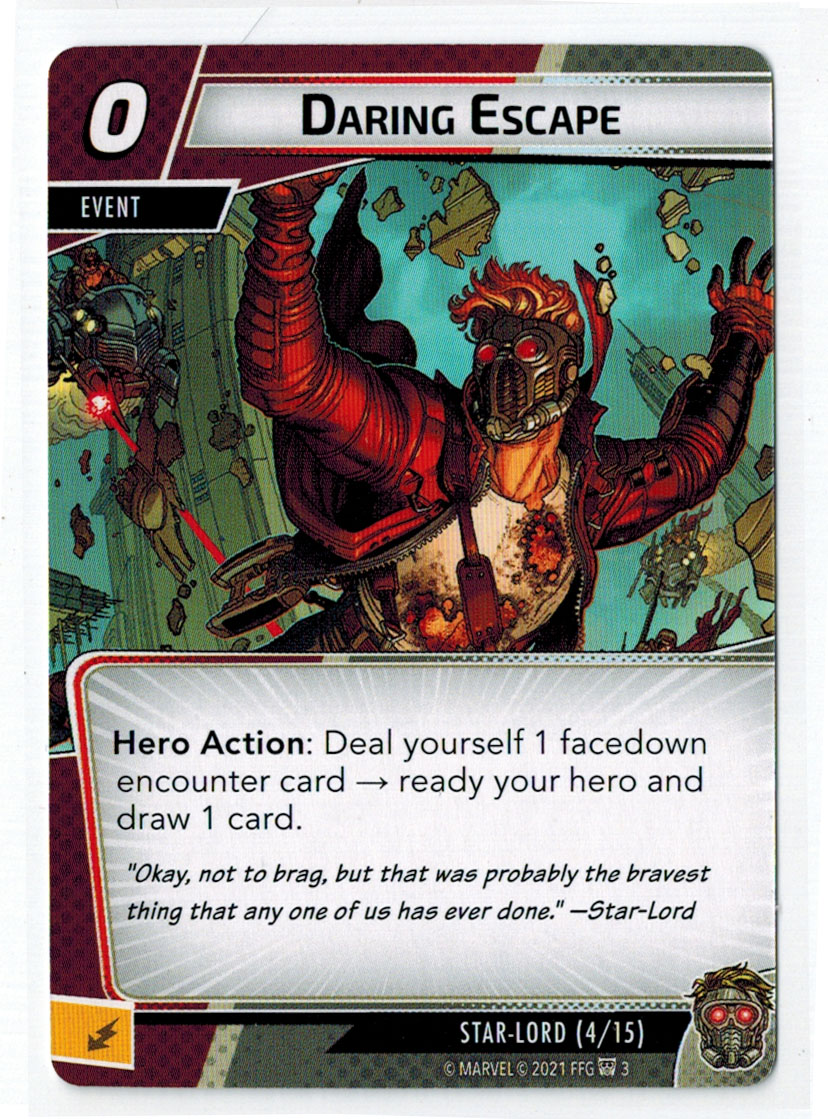 0
DARING ESCAPE
EVENT
Hero Action: Deal yourself 1 facedown
encounter card → ready your hero and
draw 1 card.
"Okay, not to brag, but that was probably the bravest
thing that any one of us has ever done." —Star-Lord
STAR-LORD (4/15)
© MARVEL © 2021 FFG 3